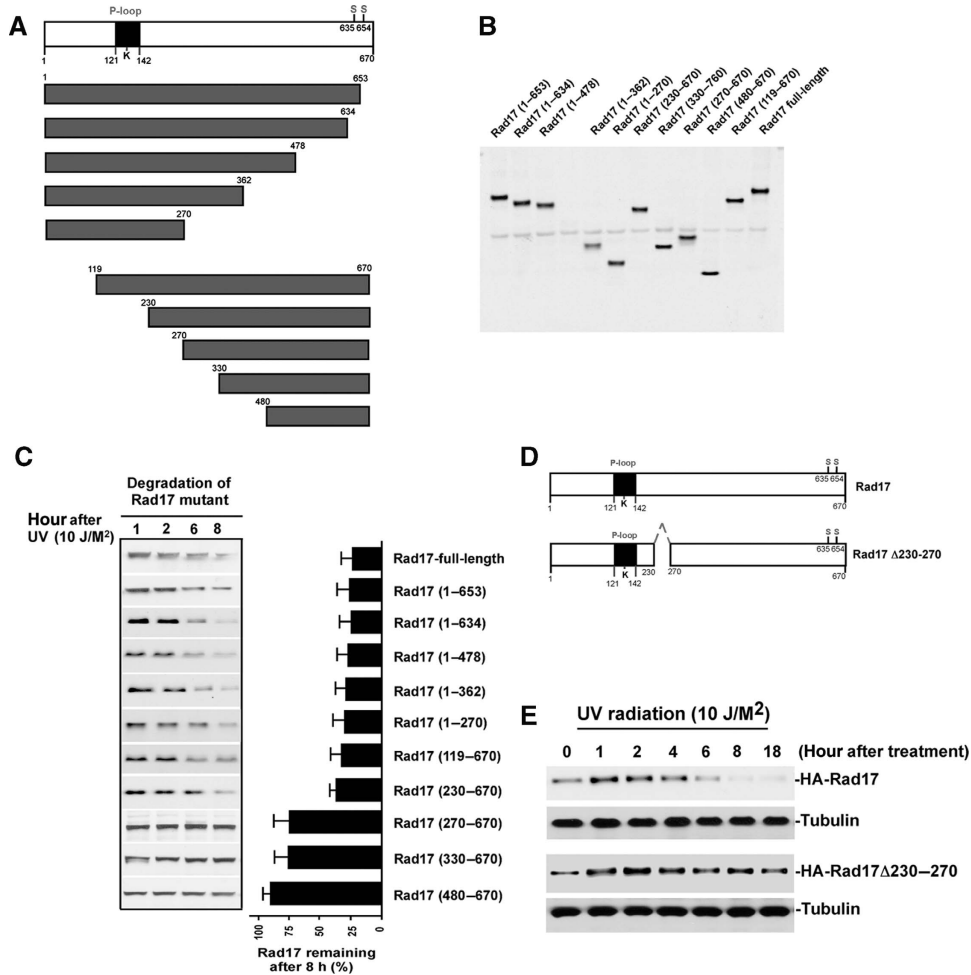 A
P-loop
S S
635 654
K
1 121 142 670
1 653
634
478
362
270
119 670
230
270
330
480
B
Rad17 (1–653)
Rad17 (1–634)
Rad17 (1–478)
Rad17 (1–362)
Rad17 (1–270)
Rad17 (230–670)
Rad17 (330–760)
Rad17 (270–670)
Rad17 (480–670)
Rad17 (119–670)
Rad17 full-length
C
Degradation of
Rad17 mutant
Hour after
UV (10 J/M2)
1 2 6 8
Rad17-full-length
Rad17 (1–653)
Rad17 (1–634)
Rad17 (1–478)
Rad17 (1–362)
Rad17 (1–270)
Rad17 (119–670)
Rad17 (230–670)
Rad17 (270–670)
Rad17 (330–670)
Rad17 (480–670)
100 75 50 25 0
Rad17 remaining
after 8 h (%)
D
P-loop
S S
635 654
Rad17
K
1 121 142 670
P-loop
S S
635 654
Rad17 Δ230-270
K
1 121 142 230 270 670
E
UV radiation (10 J/M2)
0 1 2 4 6 8 18 (Hour after treatment)
-HA-Rad17
-Tubulin
-HA-Rad17Δ230–270
-Tubulin